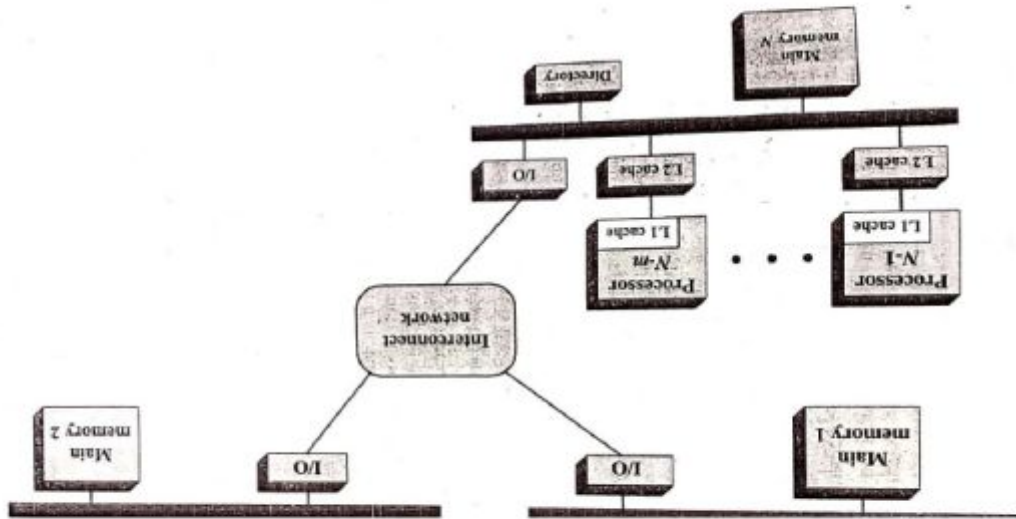 Main
memory 1
I/O
I/O
Main
memory 2
Interconnect
network
Processor
N-1
L1 cache
L2 cache
Processor
N-m
L1 cache
L2 cache
I/O
Main
memory N
Directory